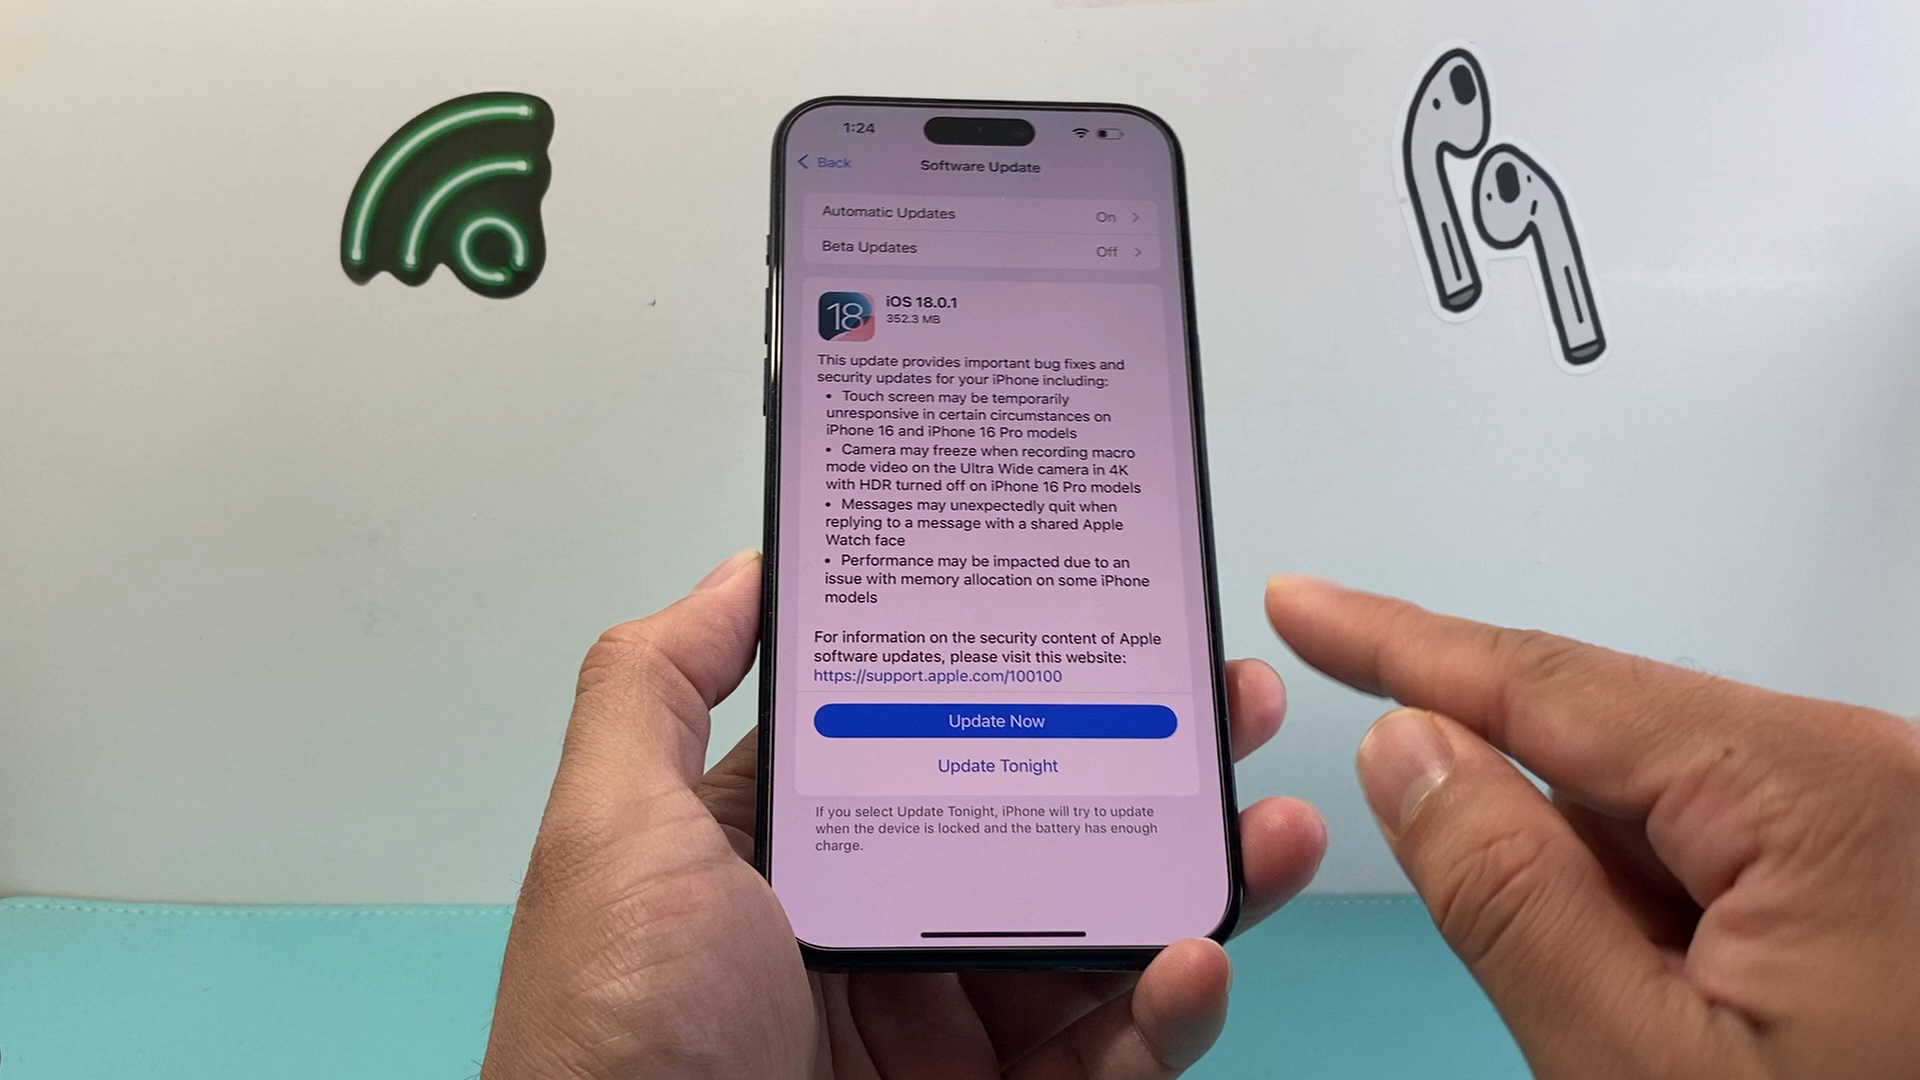 1:24
Back
Software Update
Automatic Updates On
Beta Updates Off
18
iOS 18.0.1
352.3 MB
This update provides important bug fixes and
security updates for your iPhone including:
• Touch screen may be temporarily
unresponsive in certain circumstances on
iPhone 16 and iPhone 16 Pro models
• Camera may freeze when recording macro
mode video on the Ultra Wide camera in 4K
with HDR turned off on iPhone 16 Pro models
• Messages may unexpectedly quit when
replying to a message with a shared Apple
Watch face
• Performance may be impacted due to an
issue with memory allocation on some iPhone
models
For information on the security content of Apple
software updates, please visit this website:
https://support.apple.com/100100
Update Now
Update Tonight
If you select Update Tonight, iPhone will try to update
when the device is locked and the battery has enough
charge.